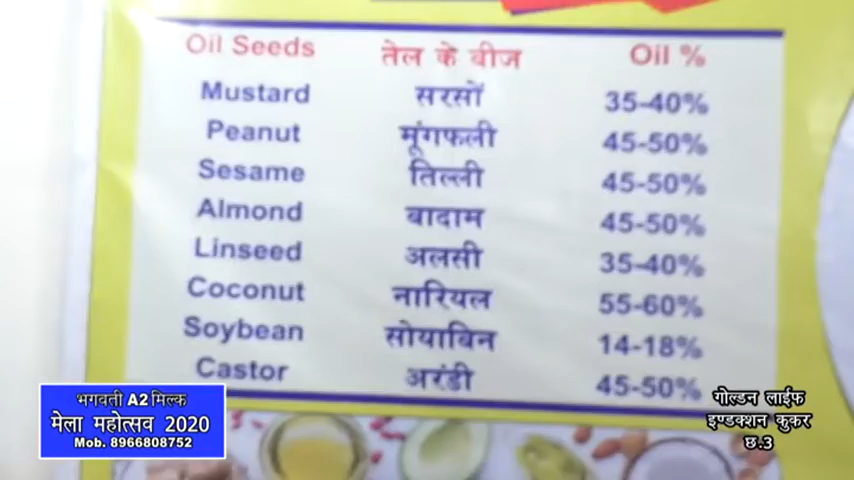 Oil Seeds तेल के बीज Oil %
Mustard सरसों 35-40%
Peanut मूंगफली 45-50%
Sesame तिल्ली 45-50%
Almond बादाम 45-50%
Linseed अलसी 35-40%
Coconut नारियल 55-60%
Soybean सोयाबिन 14-18%
Castor अरंडी 45-50%
भगवती A2 मिल्क
मेला महोत्सव 2020
Mob. 8966808752
गोल्डन लाईफ
इण्डक्शन कुकर
छ.3